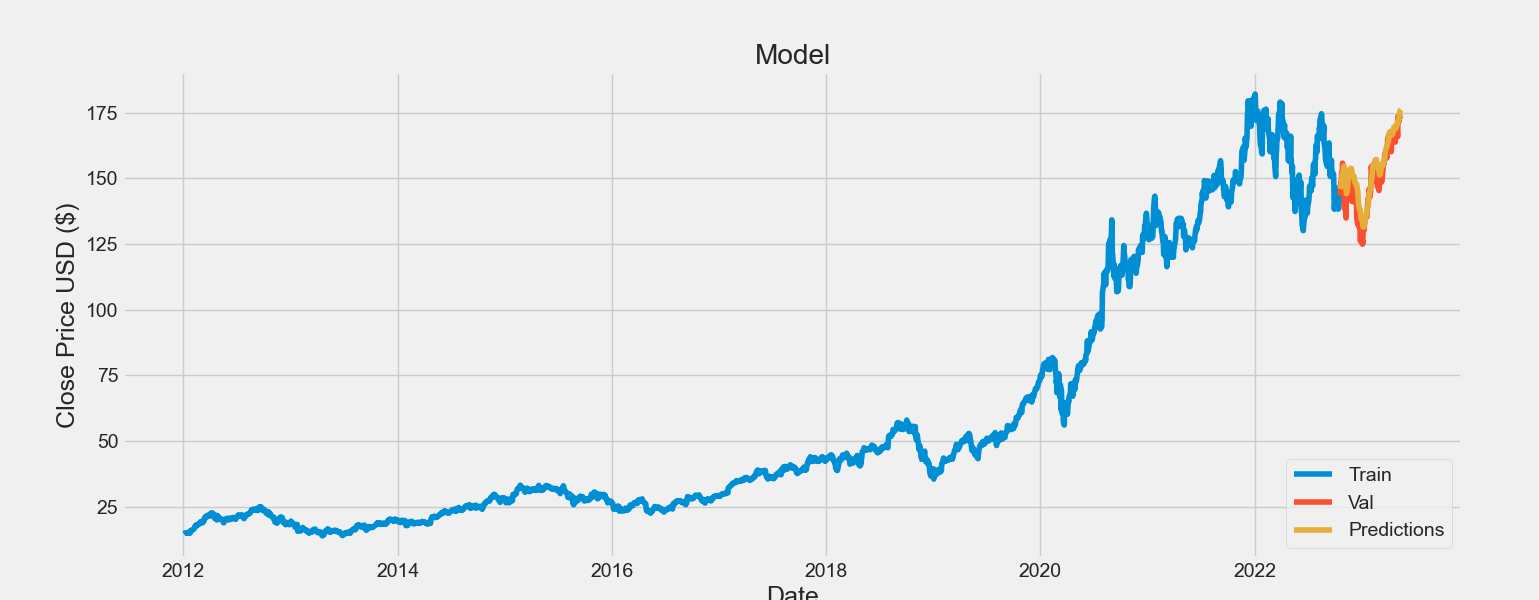 Model
Close Price USD ($)
175
150
125
100
75
50
25
2012 2014 2016 2018 2020 2022
Date
Train
Val
Predictions